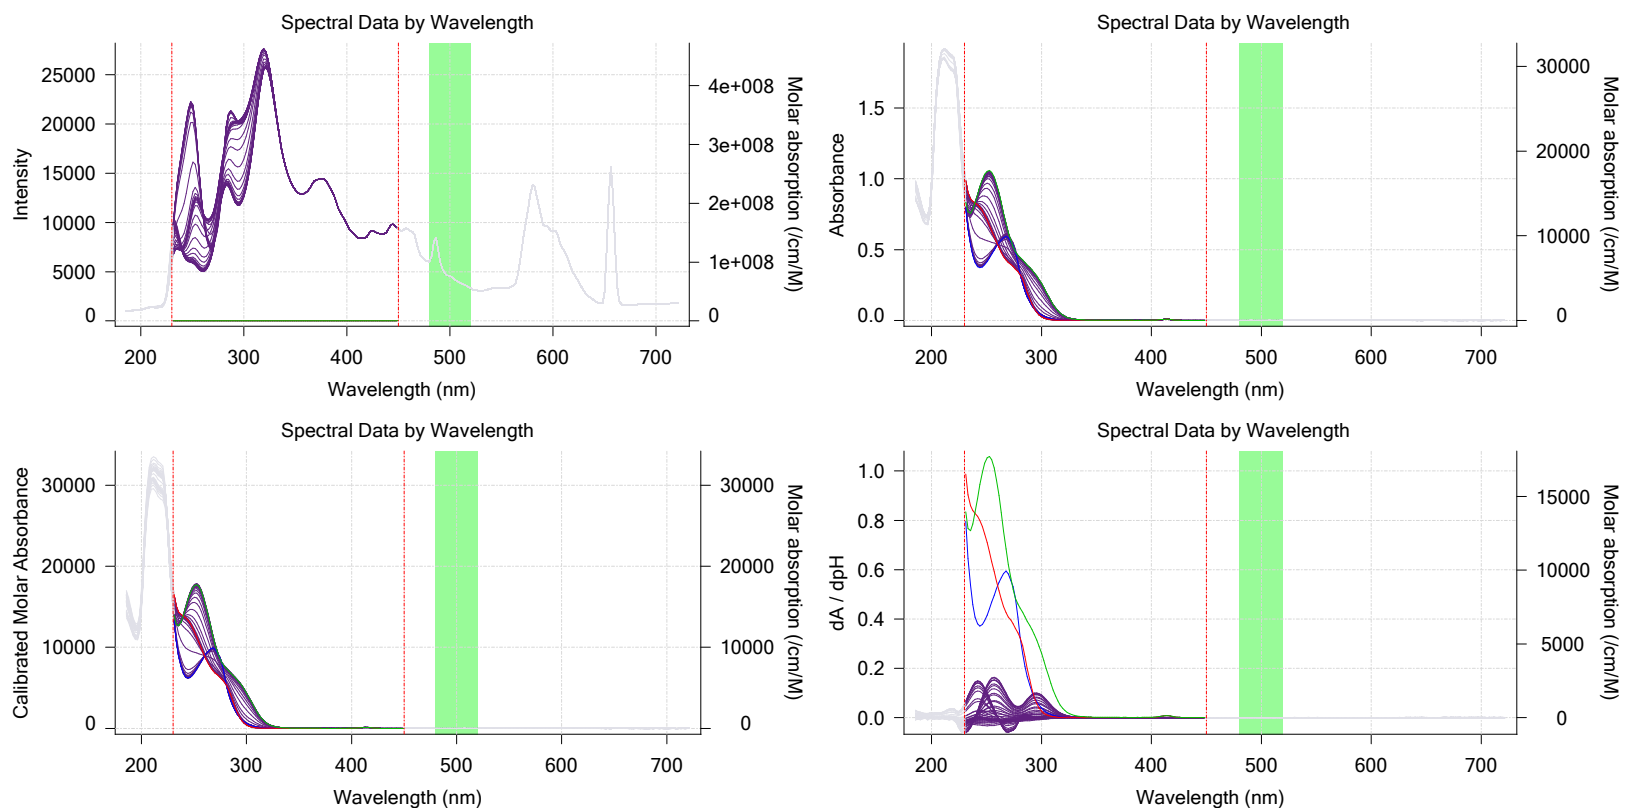 Spectral Data by Wavelength
Intensity
25000
20000
15000
10000
5000
0
4e+008
3e+008
2e+008
1e+008
0
Molar absorption (/cm/M)
200 300 400 500 600 700
Wavelength (nm)
Spectral Data by Wavelength
Absorbance
1.5
1.0
0.5
0.0
30000
20000
10000
0
Molar absorption (/cm/M)
200 300 400 500 600 700
Wavelength (nm)
Spectral Data by Wavelength
Calibrated Molar Absorbance
30000
20000
10000
0
30000
20000
10000
0
Molar absorption (/cm/M)
200 300 400 500 600 700
Wavelength (nm)
Spectral Data by Wavelength
dA / dpH
1.0
0.8
0.6
0.4
0.2
0.0
15000
10000
5000
0
Molar absorption (/cm/M)
200 300 400 500 600 700
Wavelength (nm)